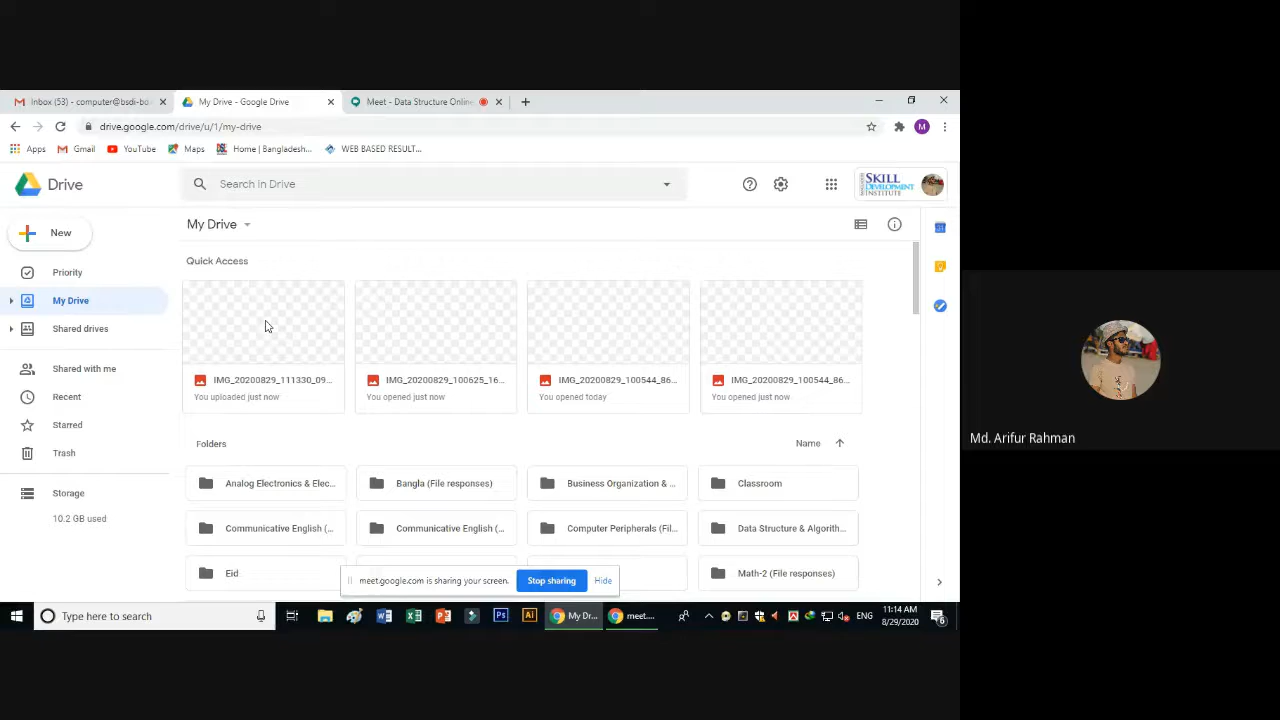 Inbox (53) - computer@bsdi-bd
My Drive - Google Drive
Meet - Data Structure Online
drive.google.com/drive/u/1/my-drive
M
Apps
Gmail
YouTube
Maps
Home | Bangladesh...
WEB BASED RESULT...
Drive
Search in Drive
SKILL
DEVELOPMENT
INSTITUTE
New
My Drive
Priority
My Drive
Shared drives
Shared with me
Recent
Starred
Trash
Storage
10.2 GB used
Quick Access
IMG_20200829_111330_09...
You uploaded just now
IMG_20200829_100625_16...
You opened just now
IMG_20200829_100544_86...
You opened today
IMG_20200829_100544_86...
You opened just now
Folders
Name
Analog Electronics & Elec...
Bangla (File responses)
Business Organization & ...
Classroom
Communicative English (...
Communicative English (...
Computer Peripherals (Fil...
Data Structure & Algorith...
Eid
Math-2 (File responses)
meet.google.com is sharing your screen.
Stop sharing
Hide
Type here to search
My Dr...
meet....
ENG
11:14 AM
8/29/2020
6
Md. Arifur Rahman